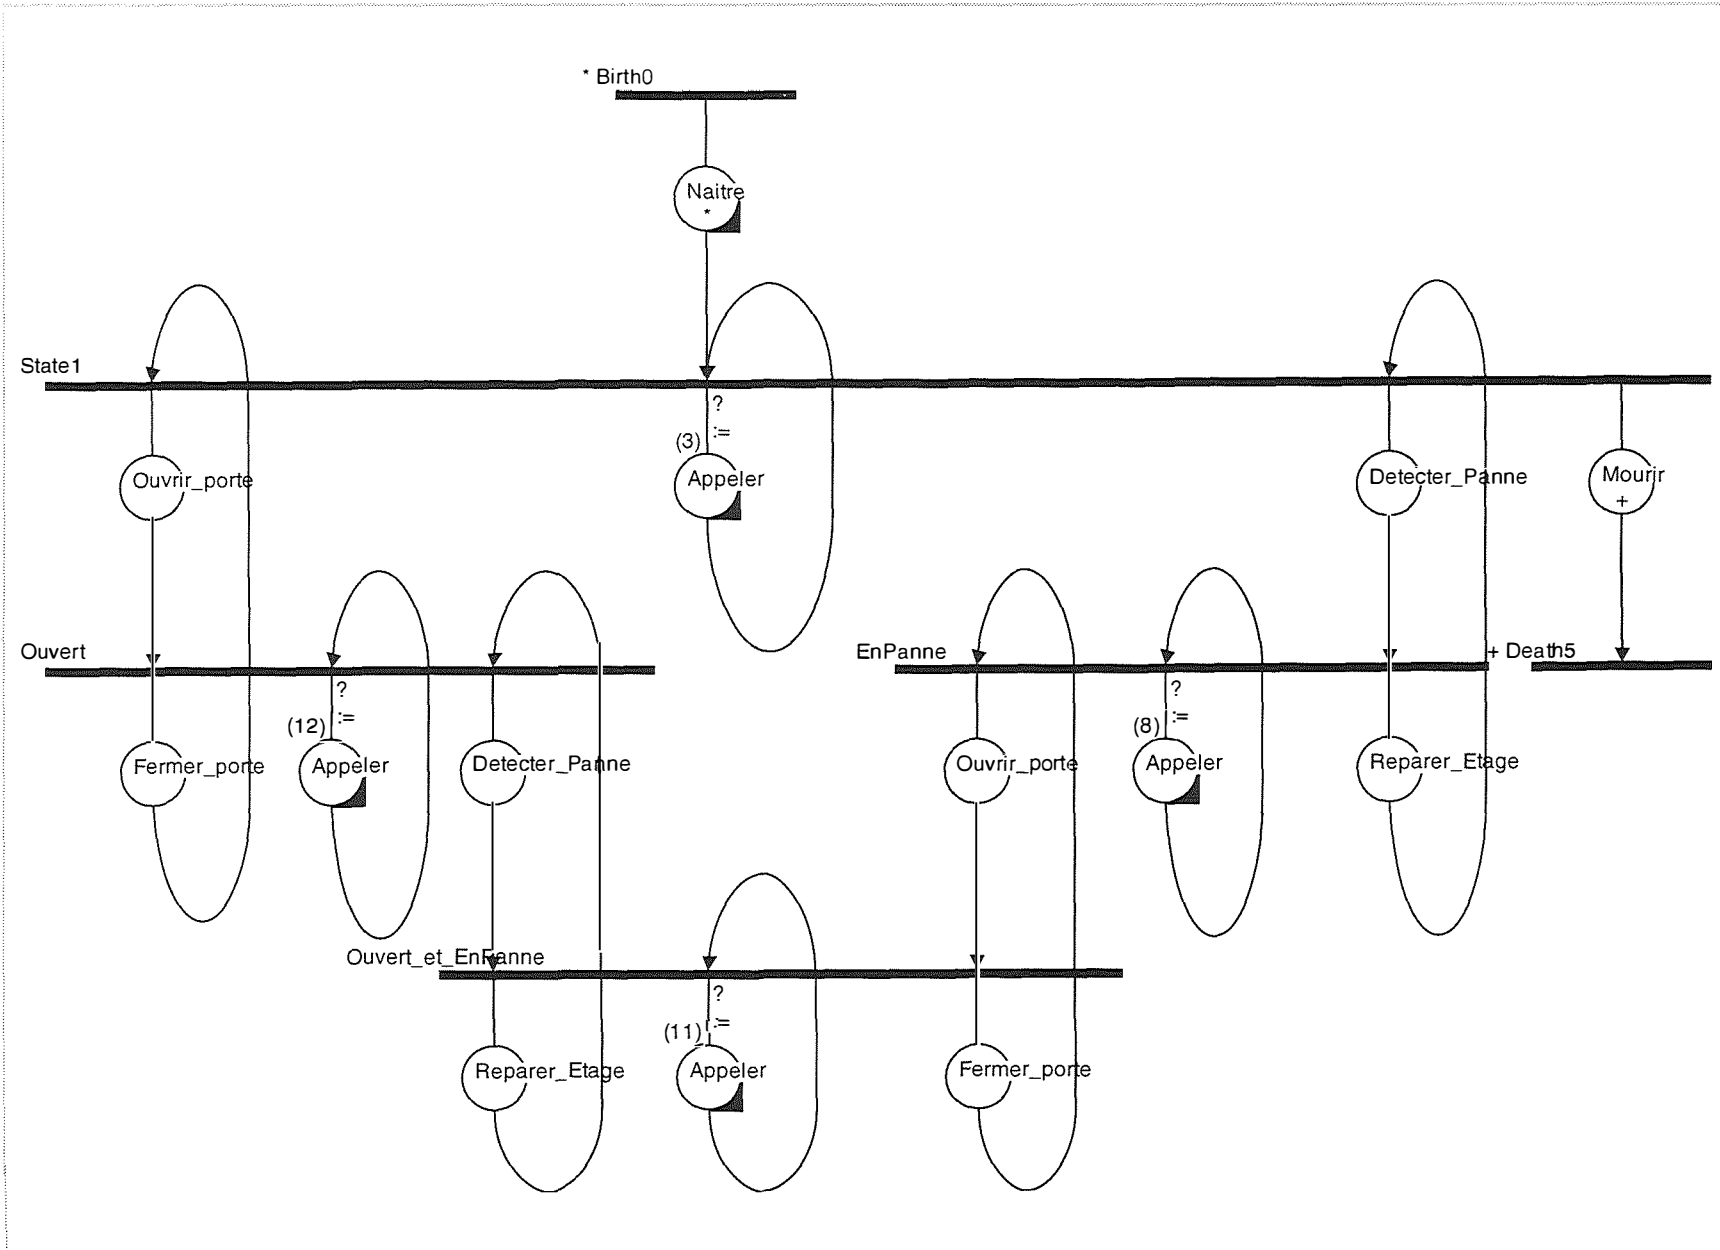 * Birth0
Naitre
*
State1
?
:=
(3)
Appeler
Ouvrir_porte
Detecter_Panne
Mourir
+
Ouvert
EnPanne
+ Death5
?
:=
(12)
Fermer_porte
Appeler
Detecter_Panne
?
:=
(8)
Ouvrir_porte
Appeler
Reparer_Etage
Ouvert_et_EnPanne
?
:=
(11)
Reparer_Etage
Appeler
Fermer_porte